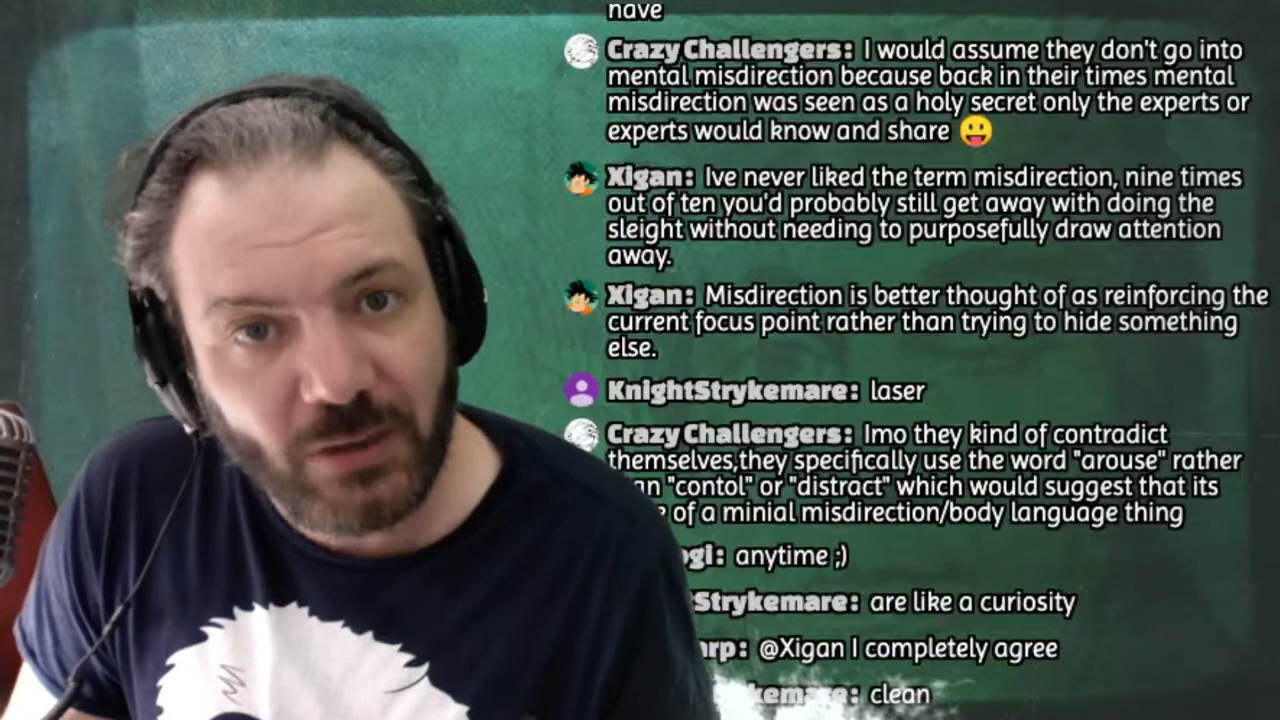 nave
Crazy Challengers: I would assume they don't go into
mental misdirection because back in their times mental
misdirection was seen as a holy secret only the experts or
experts would know and share 😛
Xigan: Ive never liked the term misdirection, nine times
out of ten you'd probably still get away with doing the
sleight without needing to purposefully draw attention
away.
Xigan: Misdirection is better thought of as reinforcing the
current focus point rather than trying to hide something
else.
KnightStrykemare: laser
Crazy Challengers: Imo they kind of contradict
themselves,they specifically use the word "arouse" rather
"contol" or "distract" which would suggest that its
of a minial misdirection/body language thing
anytime ;)
Strykemare: are like a curiosity
@Xigan I completely agree
clean